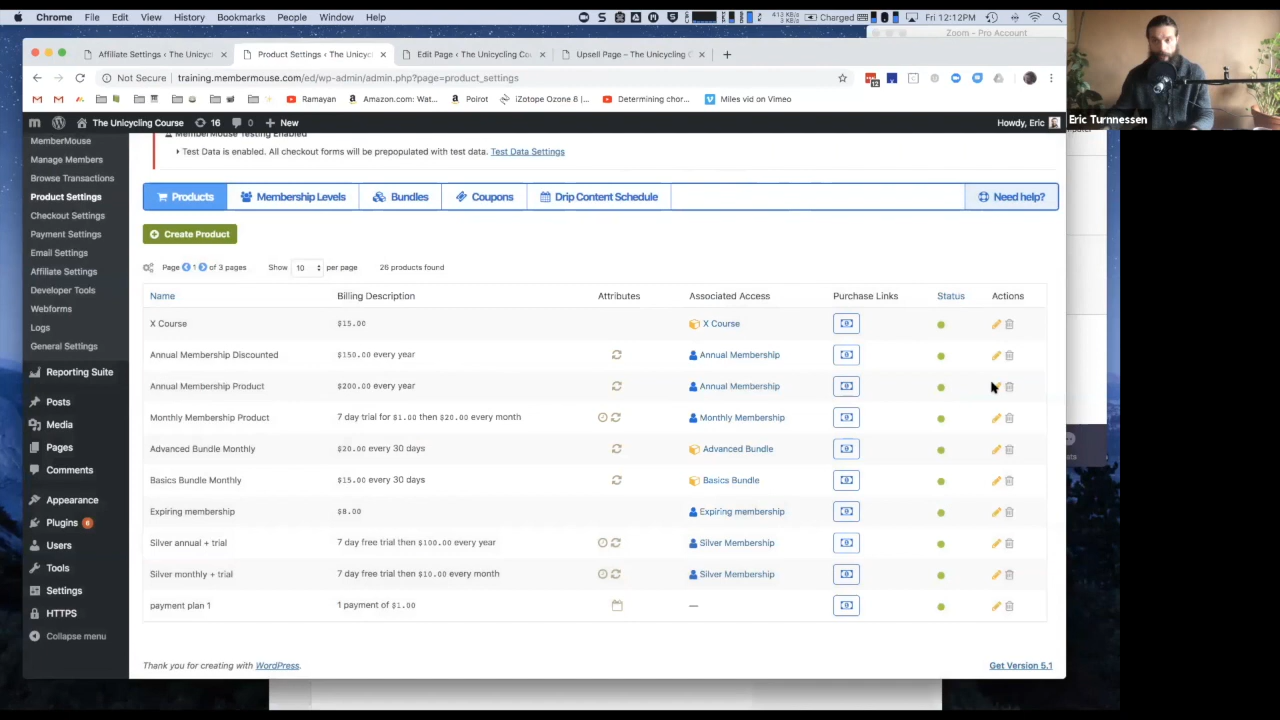 Chrome File Edit View History Bookmarks People Window Help
Charged Fri 12:12PM
Zoom - Pro Account
Affiliate Settings ‹ The Unicyc × Product Settings ‹ The Unicyc × Edit Page ‹ The Unicycling Cou × Upsell Page – The Unicycling C ×
Not Secure training.membermouse.com/ed/wp-admin/admin.php?page=product_settings
12
Ramayan Amazon.com: Wat... Poirot iZotope Ozone 8 |... Determining chor... Miles vid on Vimeo
The Unicycling Course 16 0 New Howdy, Eric
Eric Turnnessen
MemberMouse
Manage Members
Browse Transactions
Product Settings
Checkout Settings
Payment Settings
Email Settings
Affiliate Settings
Developer Tools
Webforms
Logs
General Settings
Reporting Suite
Posts
Media
Pages
Comments
Appearance
Plugins 6
Users
Tools
Settings
HTTPS
Collapse menu
MemberMouse Testing Enabled
Test Data is enabled. All checkout forms will be prepopulated with test data. Test Data Settings
Products Membership Levels Bundles Coupons Drip Content Schedule Need help?
Create Product
Page 1 of 3 pages Show 10 per page 26 products found
Name Billing Description Attributes Associated Access Purchase Links Status Actions
X Course $15.00 X Course
Annual Membership Discounted $150.00 every year Annual Membership
Annual Membership Product $200.00 every year Annual Membership
Monthly Membership Product 7 day trial for $1.00 then $20.00 every month Monthly Membership
Advanced Bundle Monthly $20.00 every 30 days Advanced Bundle
Basics Bundle Monthly $15.00 every 30 days Basics Bundle
Expiring membership $8.00 Expiring membership
Silver annual + trial 7 day free trial then $100.00 every year Silver Membership
Silver monthly + trial 7 day free trial then $10.00 every month Silver Membership
payment plan 1 1 payment of $1.00 —
Thank you for creating with WordPress. Get Version 5.1